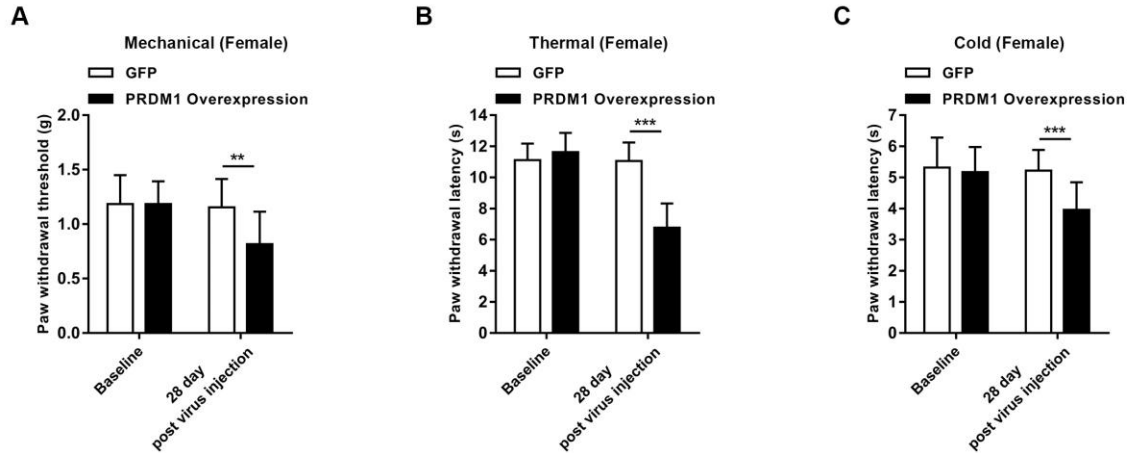 A
Mechanical (Female)
GFP
PRDM1 Overexpression
Paw withdrawal threshold (g)
2.0
1.5
1.0
0.5
0.0
**
Baseline
28 day
post virus injection
B
Thermal (Female)
GFP
PRDM1 Overexpression
Paw withdrawal latency (s)
14
12
10
8
6
4
2
0
***
Baseline
28 day
post virus injection
C
Cold (Female)
GFP
PRDM1 Overexpression
Paw withdrawal latency (s)
7
6
5
4
3
2
1
0
***
Baseline
28 day
post virus injection